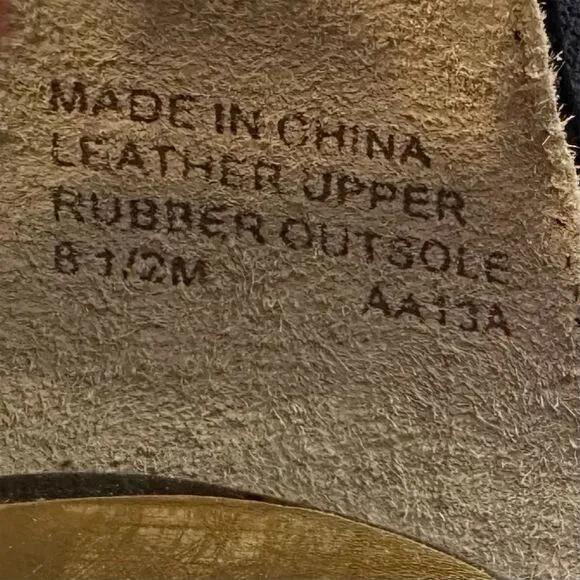 MADE IN CHINA
LEATHER UPPER
RUBBER OUTSOLE
8 1/2M AA13A